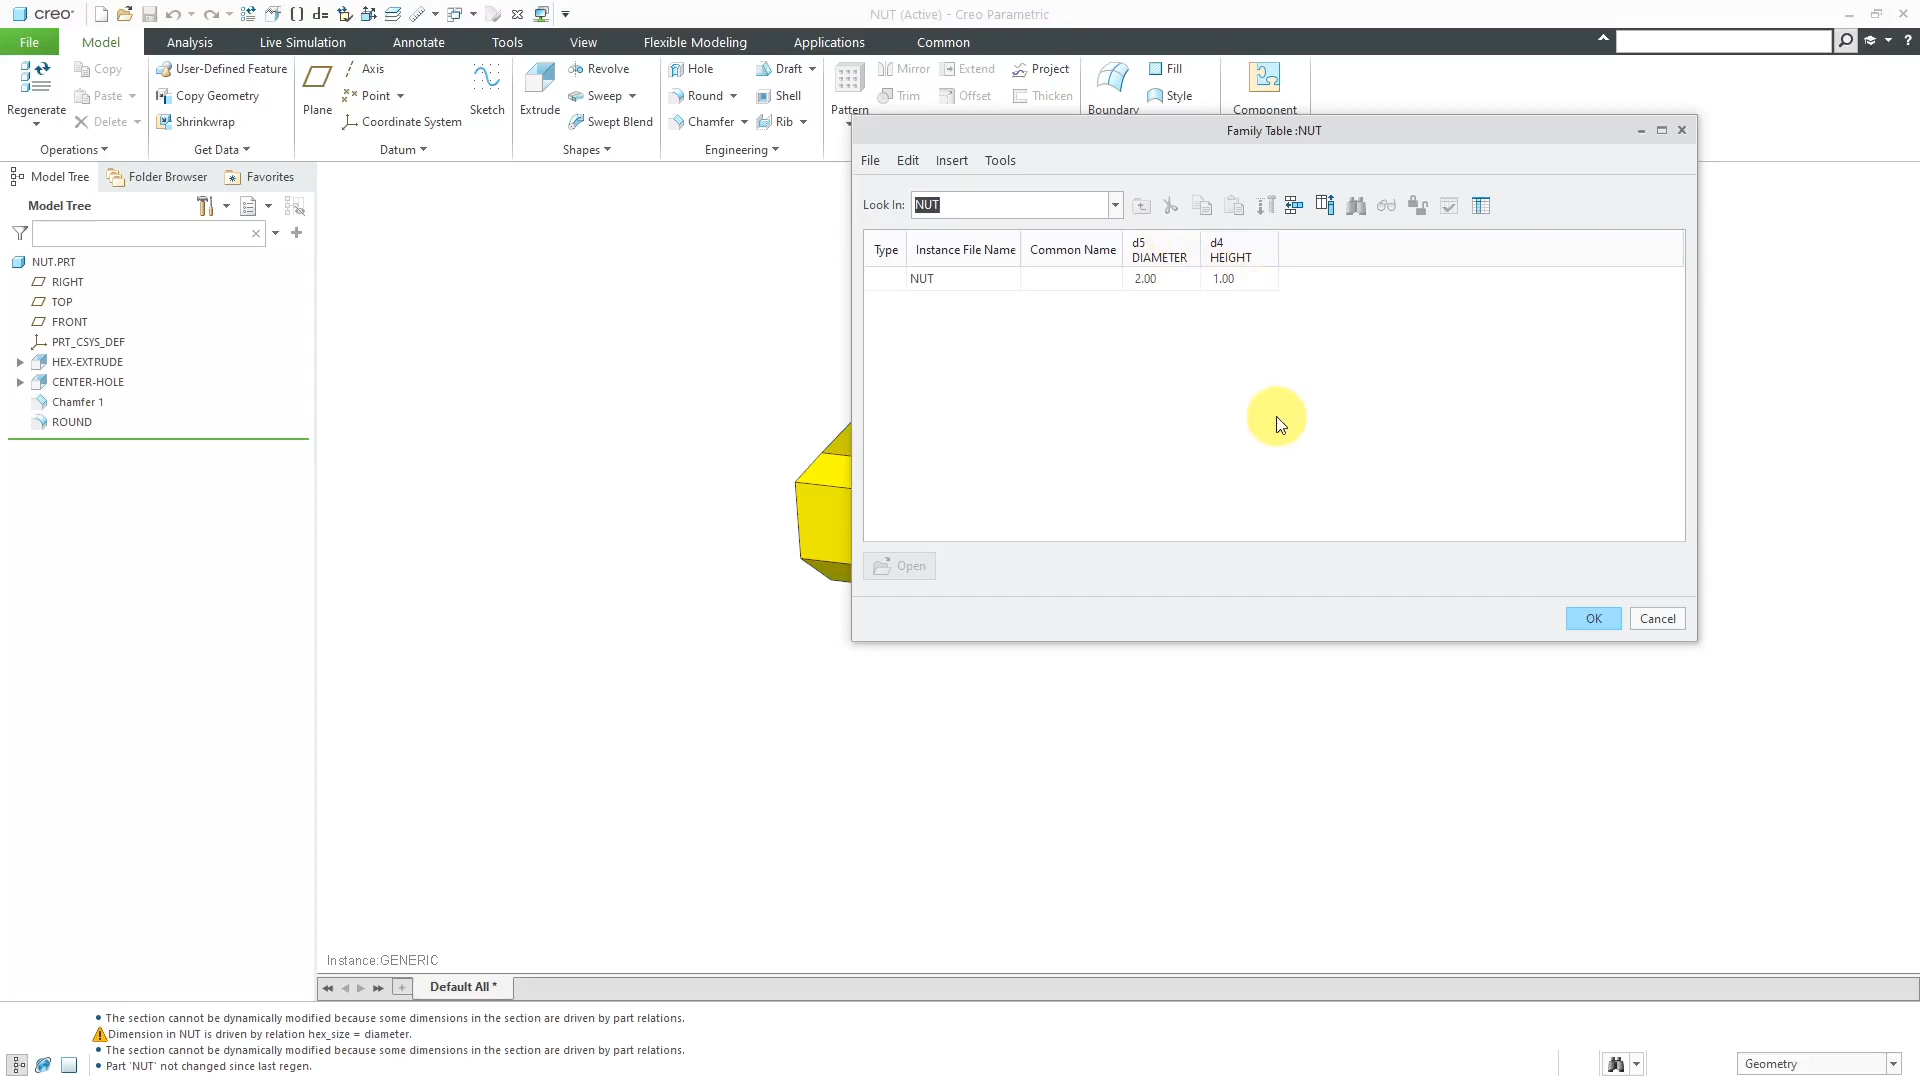 creo
d=
NUT (Active) - Creo Parametric
File
Model
Analysis
Live Simulation
Annotate
Tools
View
Flexible Modeling
Applications
Common
?
Regenerate
Copy
Paste
Delete
Operations
User-Defined Feature
Copy Geometry
Shrinkwrap
Get Data
Plane
Axis
Point
Coordinate System
Sketch
Datum
Extrude
Revolve
Sweep
Swept Blend
Shapes
Hole
Round
Chamfer
Draft
Shell
Rib
Engineering
Pattern
Mirror
Trim
Extend
Offset
Project
Thicken
Boundary
Fill
Style
Component
Model Tree
Folder Browser
Favorites
Model Tree
NUT.PRT
RIGHT
TOP
FRONT
PRT_CSYS_DEF
HEX-EXTRUDE
CENTER-HOLE
Chamfer 1
ROUND
Family Table :NUT
File Edit Insert Tools
Look In: NUT
Type
Instance File Name
Common Name
d5
DIAMETER
d4
HEIGHT
NUT 2.00 1.00
Open
OK
Cancel
Instance:GENERIC
Default All *
• The section cannot be dynamically modified because some dimensions in the section are driven by part relations.
Dimension in NUT is driven by relation hex_size = diameter.
• The section cannot be dynamically modified because some dimensions in the section are driven by part relations.
• Part 'NUT' not changed since last regen.
Geometry